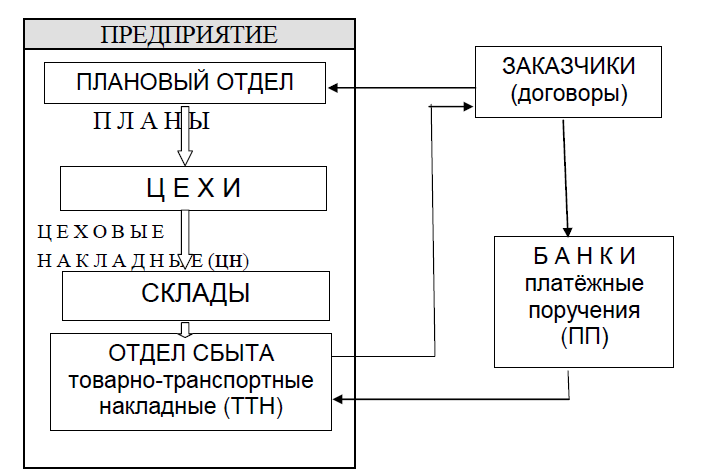 ПРЕДПРИЯТИЕ
ПЛАНОВЫЙ ОТДЕЛ
П Л А Н Ы
Ц Е Х И
Ц Е Х О В Ы Е
Н А К Л А Д Н Ы Е (ЦН)
СКЛАДЫ
ОТДЕЛ СБЫТА
товарно-транспортные
накладные (ТТН)
ЗАКАЗЧИКИ
(договоры)
Б А Н К И
платёжные
поручения
(ПП)